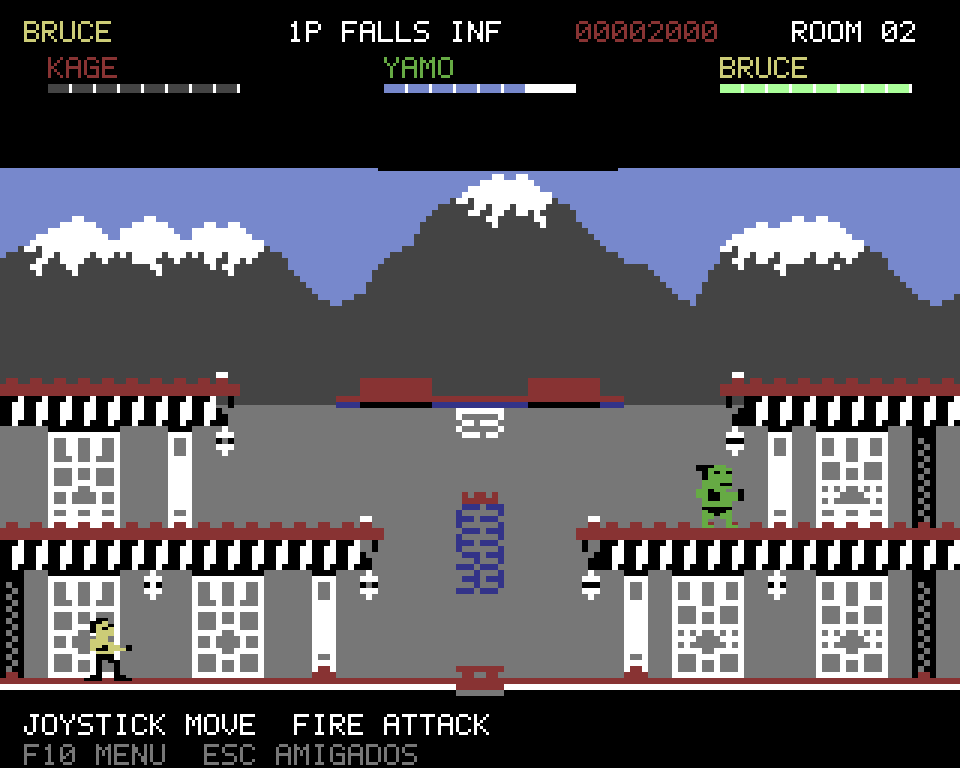 BRUCE 1P FALLS INF 00002000 ROOM 02
KAGE YAMO BRUCE
JOYSTICK MOVE FIRE ATTACK
F10 MENU ESC AMIGADOS